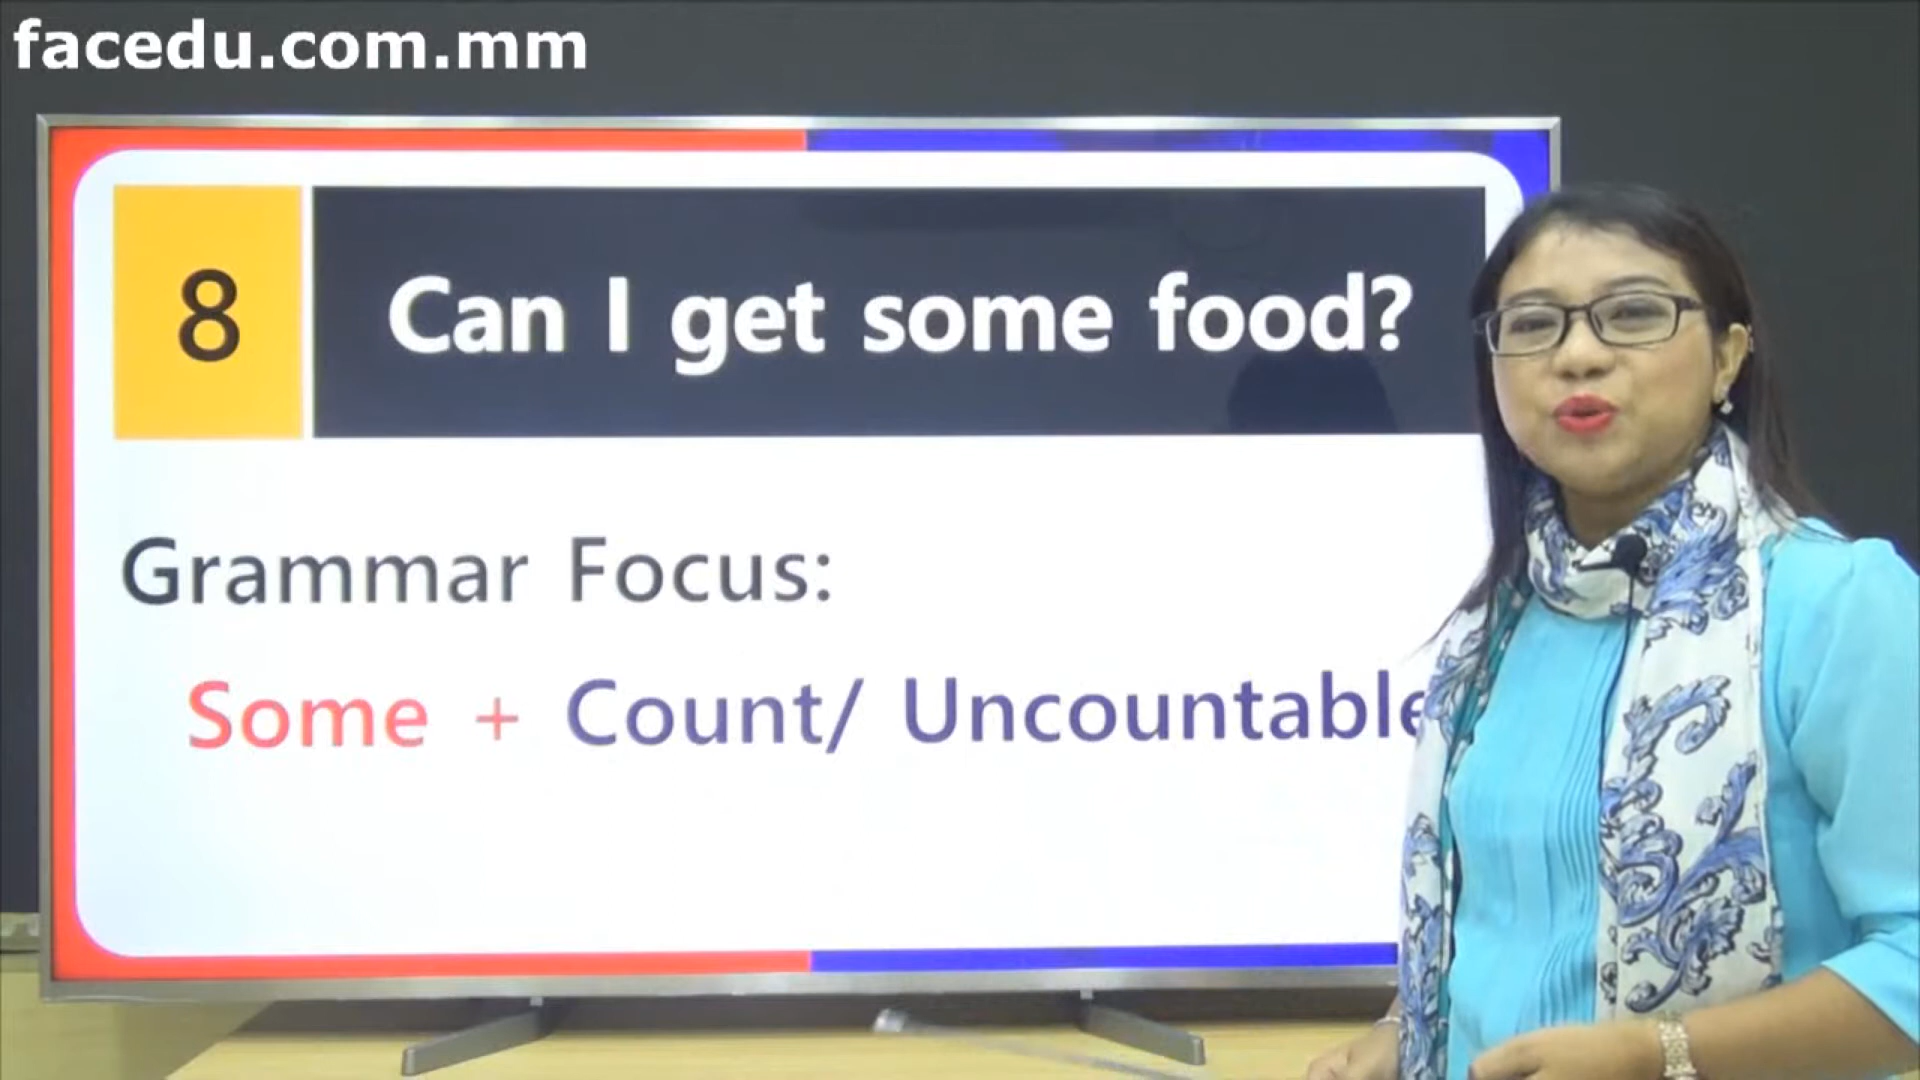 facedu.com.mm
8 Can I get some food?
Grammar Focus:
Some + Count/ Uncountable